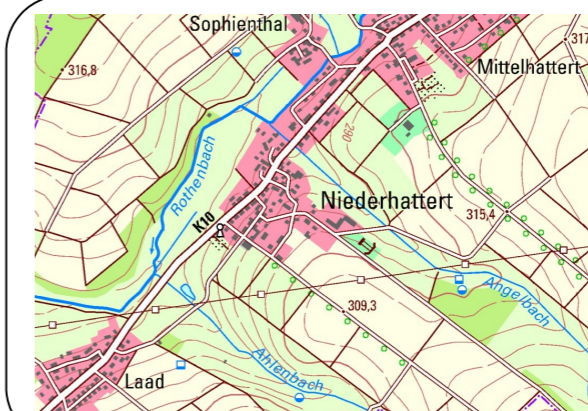 Sophienthal
317
316,8
Mittelhattert
290
Rothenbach
Niederhattert
K10
315,4
Angelbach
309,3
Laad
Ahlenbach